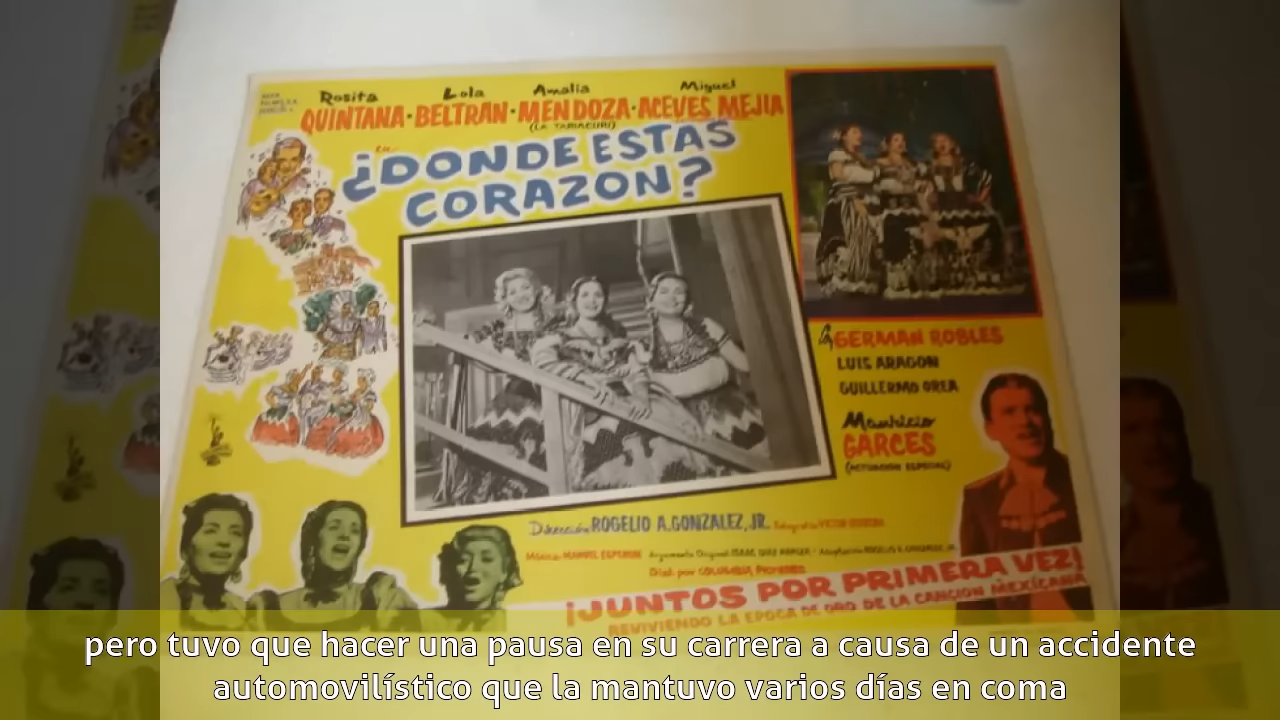 Rosita Lola Amalia Miguel
QUINTANA · BELTRAN · MENDOZA · ACEVES MEJIA
(LA TARIACURI)
en
¿DONDE ESTAS
CORAZON?
GERMAN ROBLES
LUIS ARAGON
GUILLERMO OREA
Mauricio
GARCES
(ACTUACION ESPECIAL)
Dirección ROGELIO A. GONZALEZ, JR.
¡JUNTOS POR PRIMERA VEZ!
REVIVIENDO LA EPOCA DE ORO DE LA CANCION MEXICANA
pero tuvo que hacer una pausa en su carrera a causa de un accidente
automovilístico que la mantuvo varios días en coma